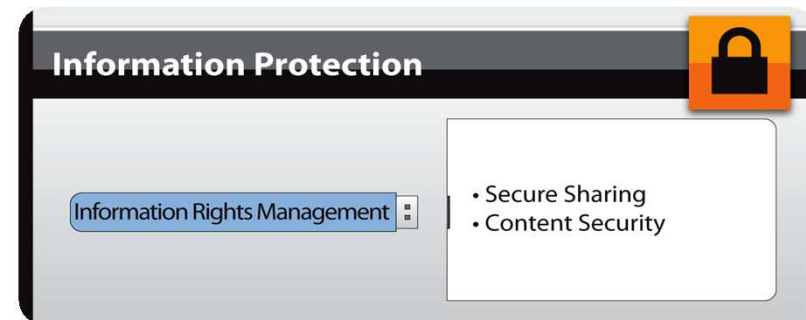 Information Protection
Information Rights Management
• Secure Sharing
• Content Security